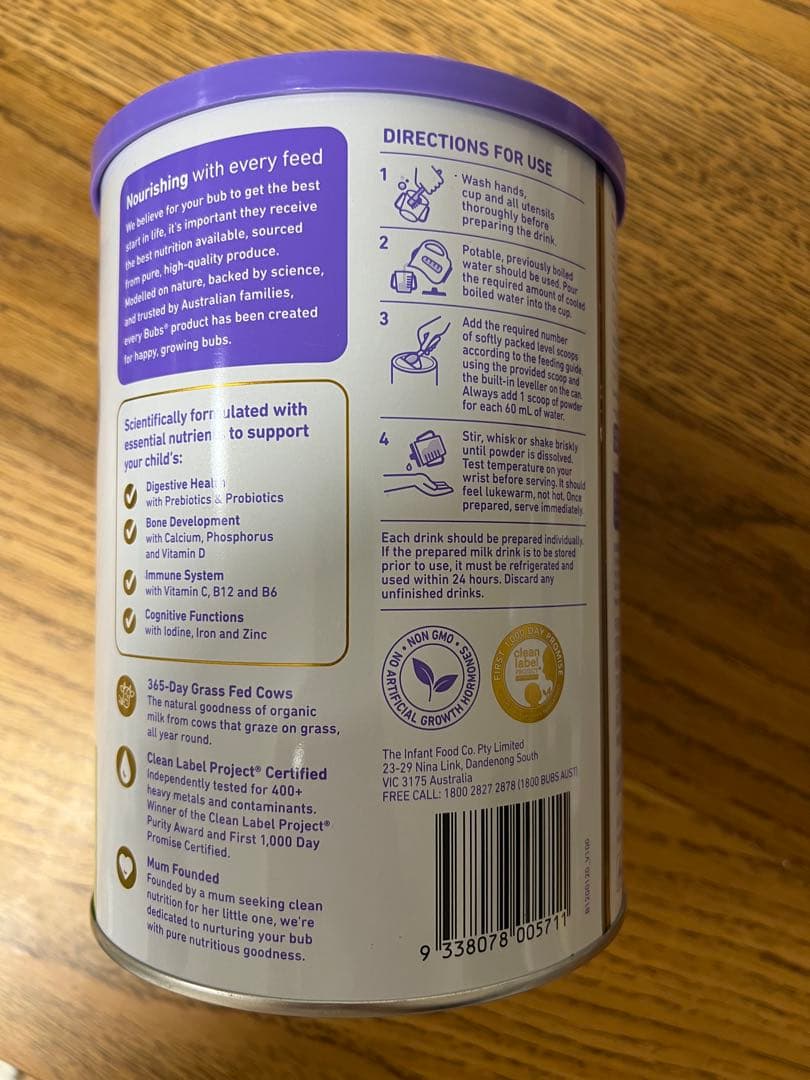 Nourishing with every feed
We believe for your bub to get the best
start in life, it's important they receive
the best nutrition available, sourced
from pure, high-quality produce.
Modelled on nature, backed by science,
and trusted by Australian families,
every Bubs® product has been created
for happy, growing bubs.
Scientifically formulated with
essential nutrients to support
your child's:
Digestive Health
with Prebiotics & Probiotics
Bone Development
with Calcium, Phosphorus
and Vitamin D
Immune System
with Vitamin C, B12 and B6
Cognitive Functions
with Iodine, Iron and Zinc
365-Day Grass Fed Cows
The natural goodness of organic
milk from cows that graze on grass,
all year round.
Clean Label Project® Certified
Independently tested for 400+
heavy metals and contaminants.
Winner of the Clean Label Project®
Purity Award and First 1,000 Day
Promise Certified.
Mum Founded
Founded by a mum seeking clean
nutrition for her little one, we're
dedicated to nurturing your bub
with pure nutritious goodness.
DIRECTIONS FOR USE
1
· Wash hands,
cup and all utensils
thoroughly before
preparing the drink.
2
Potable, previously boiled
water should be used. Pour
the required amount of cooled
boiled water into the cup.
3
Add the required number
of softly packed level scoops
according to the feeding guide,
using the provided scoop and
the built-in leveller on the can.
Always add 1 scoop of powder
for each 60 mL of water.
4
Stir, whisk or shake briskly
until powder is dissolved.
Test temperature on your
wrist before serving. It should
feel lukewarm, not hot. Once
prepared, serve immediately.
Each drink should be prepared individually.
If the prepared milk drink is to be stored
prior to use, it must be refrigerated and
used within 24 hours. Discard any
unfinished drinks.
• NON GMO •
NO ARTIFICIAL GROWTH HORMONES
FIRST 1,000 DAY PROMISE
clean
label
PROJECT
The Infant Food Co. Pty Limited
23-29 Nina Link, Dandenong South
VIC 3175 Australia
FREE CALL: 1800 2827 2878 (1800 BUBS AUST)
9 338078 005711
B1200120_V100